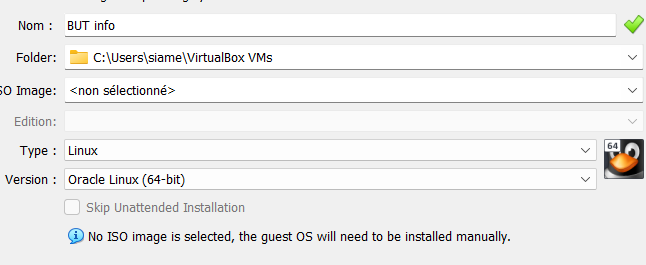 Nom : BUT info
Folder: C:\Users\siame\VirtualBox VMs
SO Image: <non sélectionné>
Edition:
Type : Linux
64
Version : Oracle Linux (64-bit)
Skip Unattended Installation
No ISO image is selected, the guest OS will need to be installed manually.